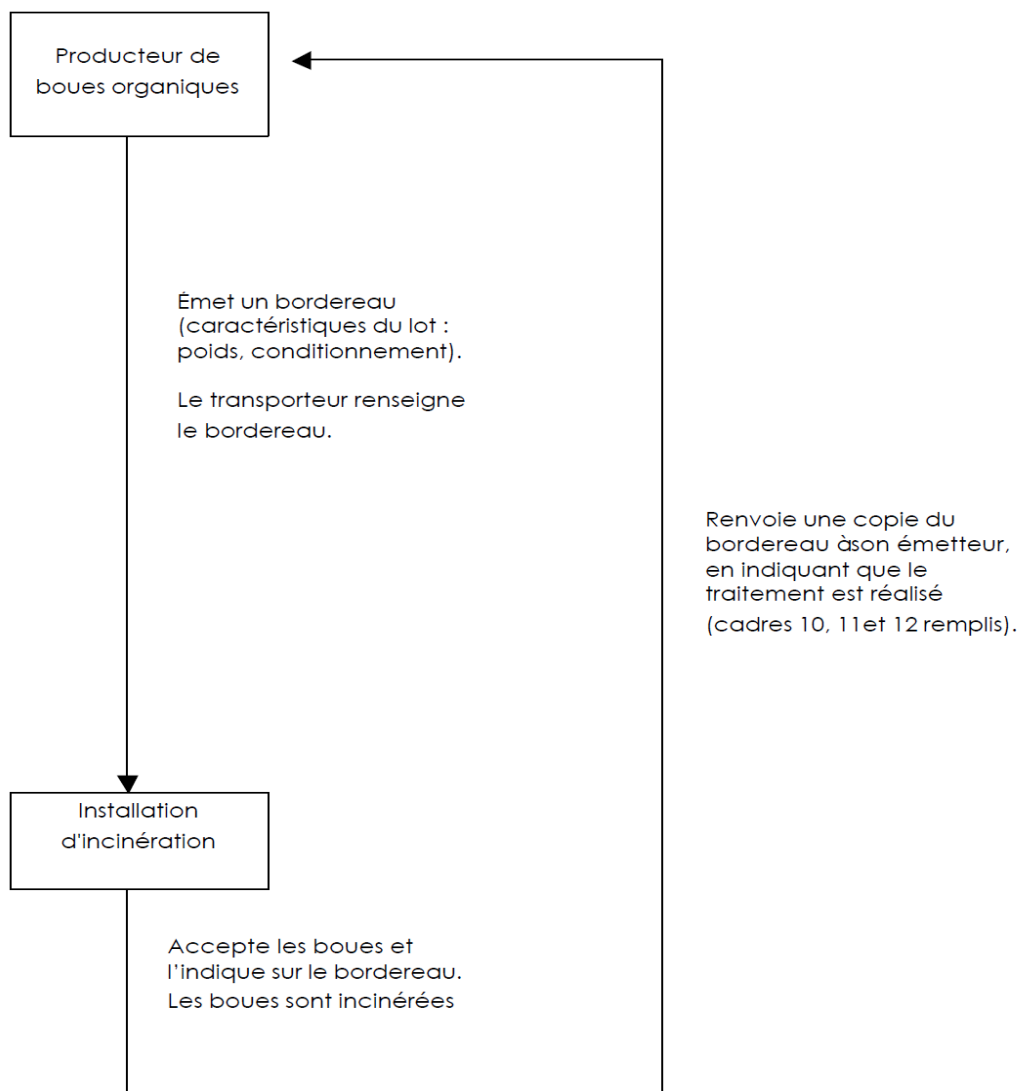 Producteur de
boues organiques
Émet un bordereau
(caractéristiques du lot :
poids, conditionnement).
Le transporteur renseigne
le bordereau.
Renvoie une copie du
bordereau àson émetteur,
en indiquant que le
traitement est réalisé
(cadres 10, 11et 12 remplis).
Installation
d'incinération
Accepte les boues et
l’indique sur le bordereau.
Les boues sont incinérées